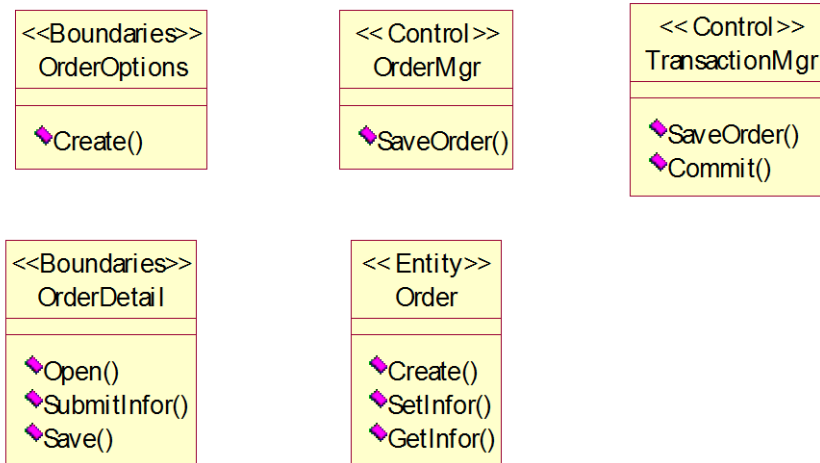 <<Boundaries>>
OrderOptions
Create()
<< Control>>
OrderMgr
SaveOrder()
<< Control>>
TransactionMgr
SaveOrder()
Commit()
<<Boundaries>>
OrderDetail
Open()
SubmitInfor()
Save()
<< Entity>>
Order
Create()
SetInfor()
GetInfor()